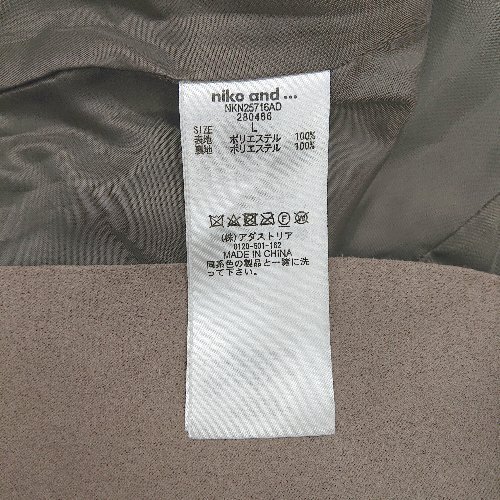 niko and ...
NKN25716AD
280466
SIZE L
表地 ポリエステル 100%
裏地 ポリエステル 100%
(株)アダストリア
0120-601-162
MADE IN CHINA
同系色の製品と一緒に洗
って下さい。